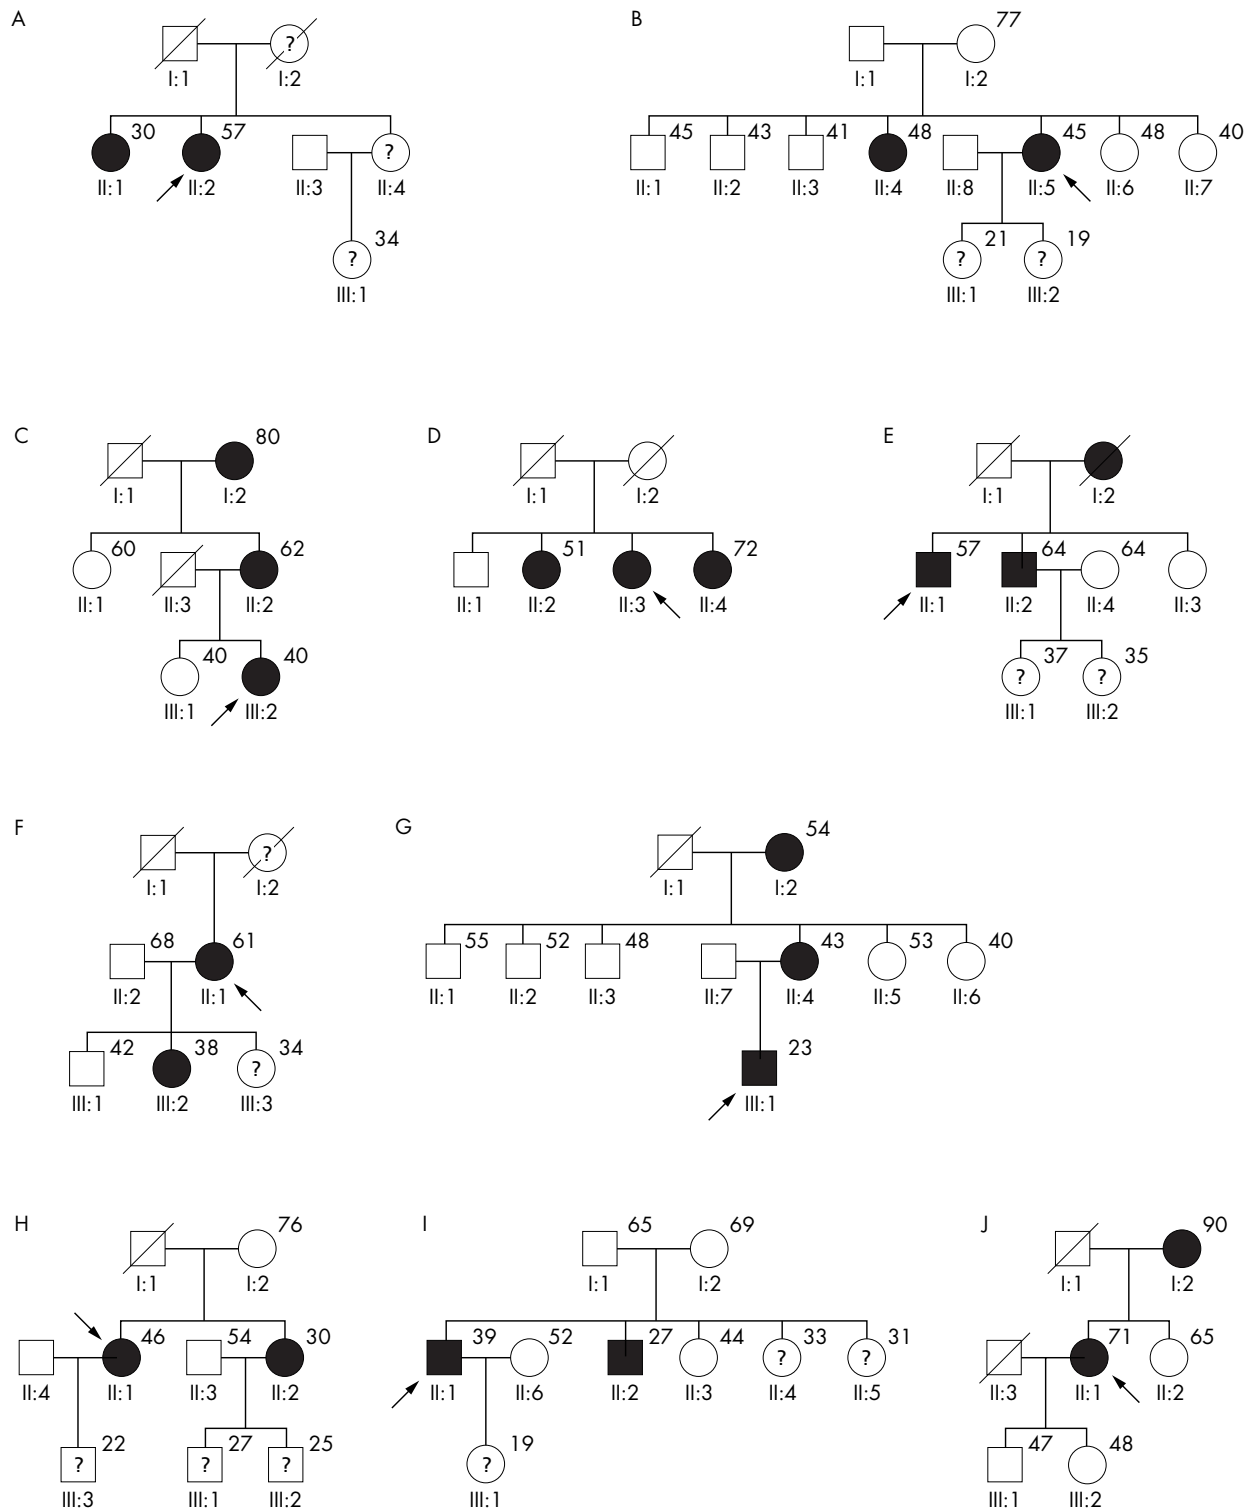 A B
77
?
I:1 I:2 I:1 I:2
30 57 45 43 41 48 45 48 40
?
II:1 II:2 II:3 II:4 II:1 II:2 II:3 II:4 II:8 II:5 II:6 II:7
34 21 19
? ? ?
III:1 III:1 III:2
C D E
80
I:1 I:2 I:1 I:2 I:1 I:2
60 62 51 72 57 64 64
II:1 II:3 II:2 II:1 II:2 II:3 II:4 II:1 II:2 II:4 II:3
40 40 37 35
? ?
III:1 III:2 III:1 III:2
F G
54
?
I:1 I:2 I:1 I:2
68 61 55 52 48 43 53 40
II:2 II:1 II:1 II:2 II:3 II:7 II:4 II:5 II:6
42 38 34 23
?
III:1 III:2 III:3 III:1
H I J
76 65 69 90
I:1 I:2 I:1 I:2 I:1 I:2
46 54 30 39 52 27 44 33 31 71 65
? ?
II:4 II:1 II:3 II:2 II:1 II:6 II:2 II:3 II:4 II:5 II:3 II:1 II:2
22 27 25 19 47 48
? ? ? ?
III:3 III:1 III:2 III:1 III:1 III:2